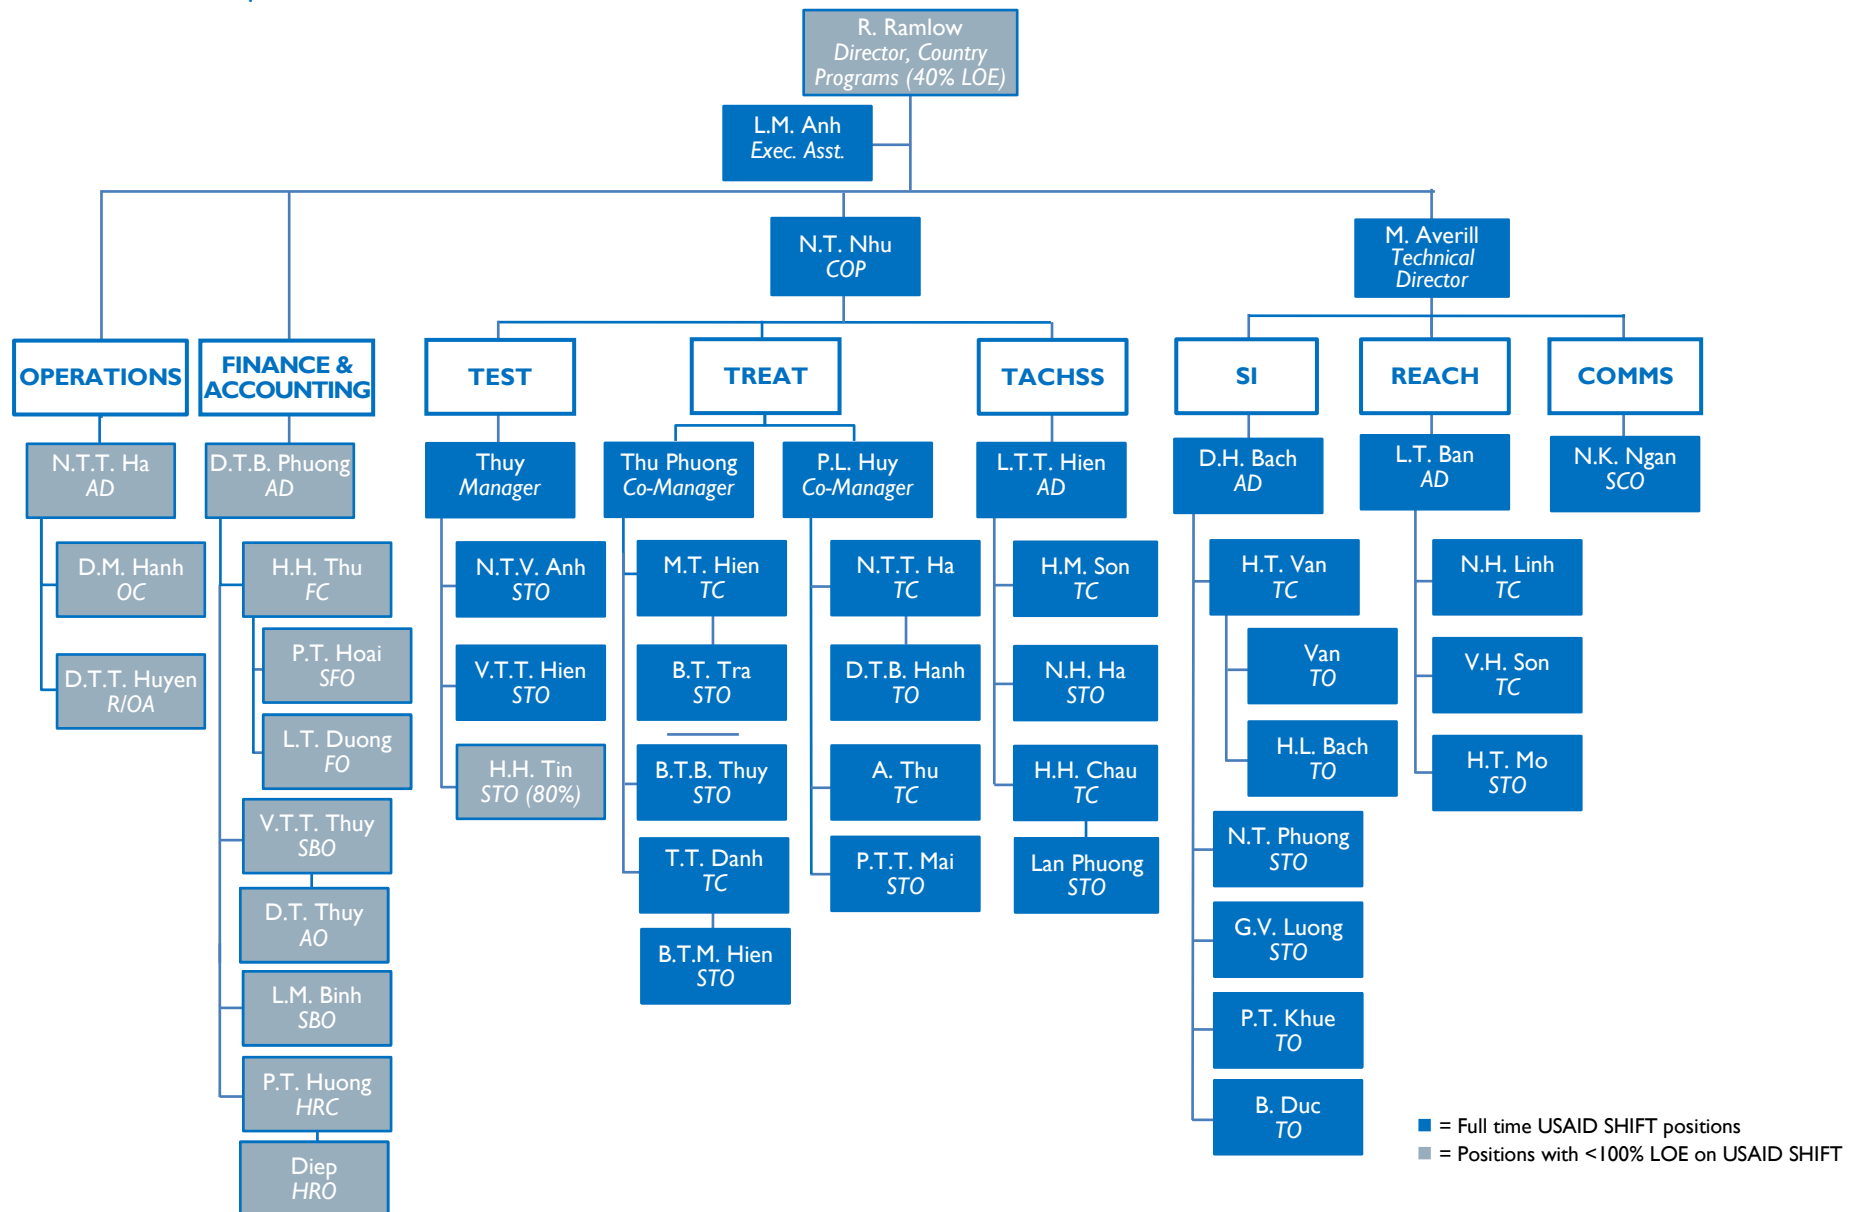 R. Ramlow
Director, Country
Programs (40% LOE)
L.M. Anh
Exec. Asst.
N.T. Nhu
COP
M. Averill
Technical
Director
OPERATIONS
FINANCE &
ACCOUNTING
TEST
TREAT
TACHSS
SI
REACH
COMMS
N.T.T. Ha
AD
D.M. Hanh
OC
D.T.T. Huyen
R/OA
D.T.B. Phuong
AD
H.H. Thu
FC
P.T. Hoai
SFO
L.T. Duong
FO
V.T.T. Thuy
SBO
D.T. Thuy
AO
L.M. Binh
SBO
P.T. Huong
HRC
Diep
HRO
Thuy
Manager
N.T.V. Anh
STO
V.T.T. Hien
STO
H.H. Tin
STO (80%)
Thu Phuong
Co-Manager
M.T. Hien
TC
B.T. Tra
STO
B.T.B. Thuy
STO
T.T. Danh
TC
B.T.M. Hien
STO
P.L. Huy
Co-Manager
N.T.T. Ha
TC
D.T.B. Hanh
TO
A. Thu
TC
P.T.T. Mai
STO
L.T.T. Hien
AD
H.M. Son
TC
N.H. Ha
STO
H.H. Chau
TC
Lan Phuong
STO
D.H. Bach
AD
H.T. Van
TC
Van
TO
H.L. Bach
TO
N.T. Phuong
STO
G.V. Luong
STO
P.T. Khue
TO
B. Duc
TO
L.T. Ban
AD
N.H. Linh
TC
V.H. Son
TC
H.T. Mo
STO
N.K. Ngan
SCO
= Full time USAID SHIFT positions
= Positions with <100% LOE on USAID SHIFT